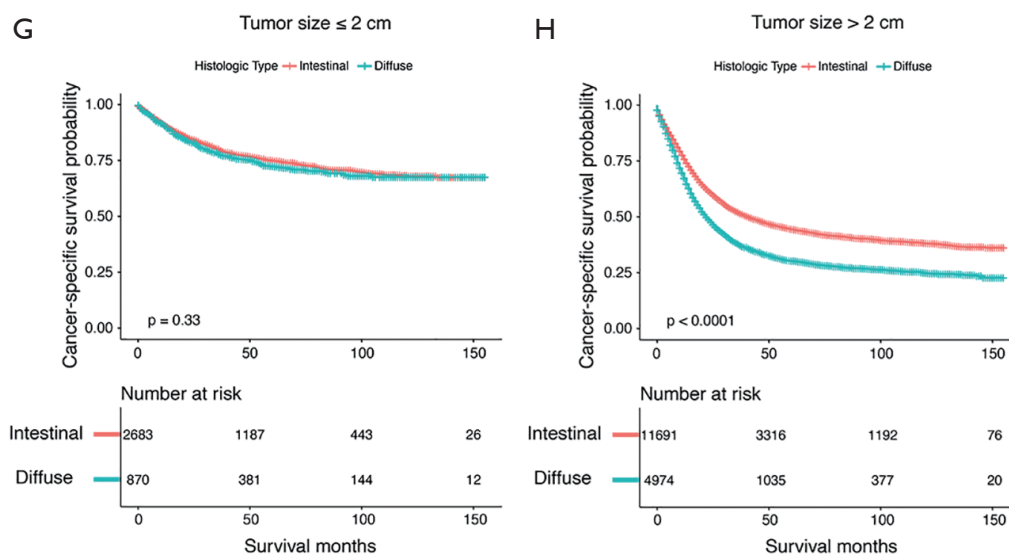 G
Tumor size ≤ 2 cm
Histologic Type Intestinal Diffuse
Cancer-specific survival probability
1.00
0.75
0.50
0.25
0.00
p = 0.33
0 50 100 150
Number at risk
Intestinal 2683 1187 443 26
Diffuse 870 381 144 12
0 50 100 150
Survival months
H
Tumor size > 2 cm
Histologic Type Intestinal Diffuse
Cancer-specific survival probability
1.00
0.75
0.50
0.25
0.00
p < 0.0001
0 50 100 150
Number at risk
Intestinal 11691 3316 1192 76
Diffuse 4974 1035 377 20
0 50 100 150
Survival months